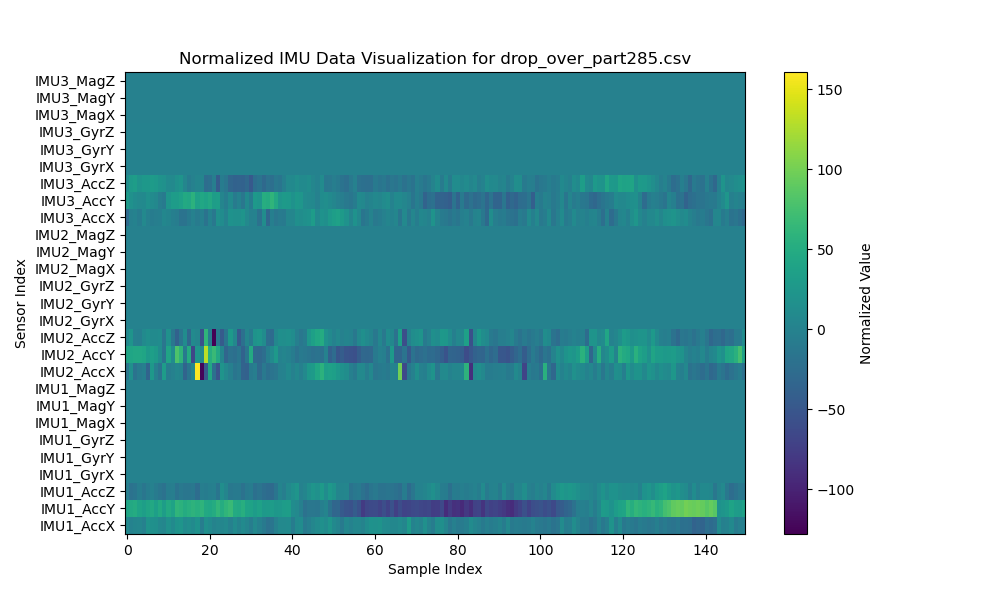 Normalized IMU Data Visualization for drop_over_part285.csv
IMU3_MagZ
IMU3_MagY
IMU3_MagX
IMU3_GyrZ
IMU3_GyrY
IMU3_GyrX
IMU3_AccZ
IMU3_AccY
IMU3_AccX
IMU2_MagZ
IMU2_MagY
IMU2_MagX
IMU2_GyrZ
IMU2_GyrY
IMU2_GyrX
IMU2_AccZ
IMU2_AccY
IMU2_AccX
IMU1_MagZ
IMU1_MagY
IMU1_MagX
IMU1_GyrZ
IMU1_GyrY
IMU1_GyrX
IMU1_AccZ
IMU1_AccY
IMU1_AccX
Sensor Index
0 20 40 60 80 100 120 140
Sample Index
150
100
50
0
−50
−100
Normalized Value